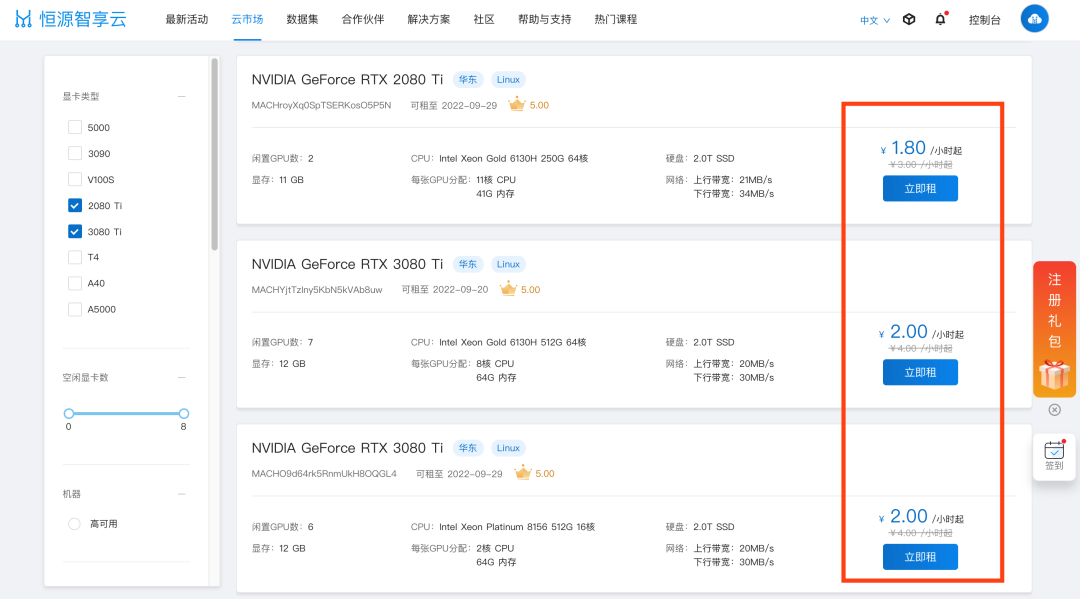 恒源智享云 最新活动 云市场 数据集 合作伙伴 解决方案 社区 帮助与支持 热门课程 中文 控制台
显卡类型
5000
3090
V100S
2080 Ti
3080 Ti
T4
A40
A5000
空闲显卡数
0 8
机器
高可用
NVIDIA GeForce RTX 2080 Ti 华东 Linux
MACHroyXq0SpTSERKosO5P5N 可租至 2022-09-29 5.00
闲置GPU数: 2 CPU: Intel Xeon Gold 6130H 250G 64核 硬盘: 2.0T SSD
显存: 11 GB 每张GPU分配: 11核 CPU 网络: 上行带宽: 21MB/s
41G 内存 下行带宽: 34MB/s
¥ 1.80 /小时起
¥3.00 /小时起
立即租
NVIDIA GeForce RTX 3080 Ti 华东 Linux
MACHYjtTzlny5KbN5kVAb8uw 可租至 2022-09-20 5.00
闲置GPU数: 7 CPU: Intel Xeon Gold 6130H 512G 64核 硬盘: 2.0T SSD
显存: 12 GB 每张GPU分配: 8核 CPU 网络: 上行带宽: 20MB/s
64G 内存 下行带宽: 30MB/s
¥ 2.00 /小时起
¥4.00 /小时起
立即租
NVIDIA GeForce RTX 3080 Ti 华东 Linux
MACHO9d64rk5RnmUkH8OQGL4 可租至 2022-09-29 5.00
闲置GPU数: 6 CPU: Intel Xeon Platinum 8156 512G 16核 硬盘: 2.0T SSD
显存: 12 GB 每张GPU分配: 2核 CPU 网络: 上行带宽: 20MB/s
64G 内存 下行带宽: 30MB/s
¥ 2.00 /小时起
¥4.00 /小时起
立即租
注
册
礼
包
签到